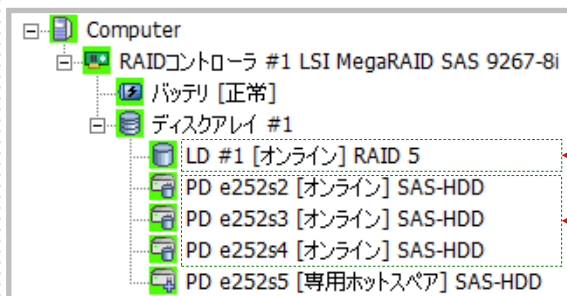 Computer
RAIDコントローラ #1 LSI MegaRAID SAS 9267-8i
バッテリ [正常]
ディスクアレイ #1
LD #1 [オンライン] RAID 5
PD e252s2 [オンライン] SAS-HDD
PD e252s3 [オンライン] SAS-HDD
PD e252s4 [オンライン] SAS-HDD
PD e252s5 [専用ホットスペア] SAS-HDD